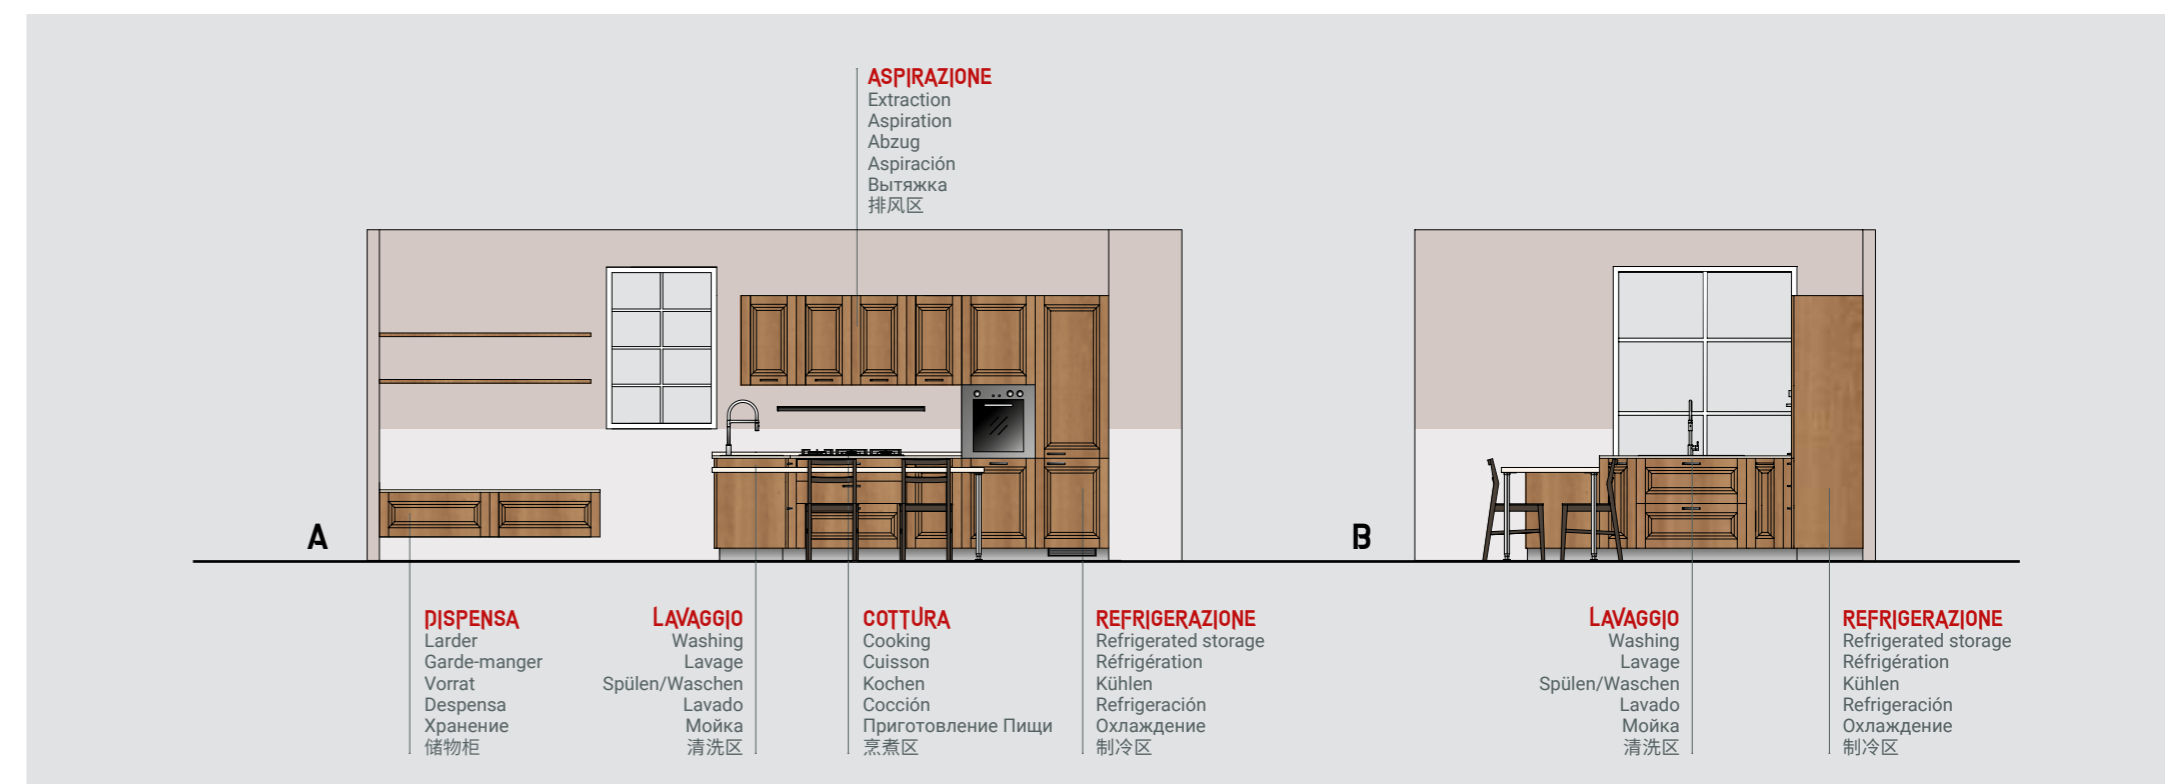 ASPIRAZIONE
Extraction
Aspiration
Abzug
Aspiración
Вытяжка
排风区
A
B
DISPENSA
Larder
Garde-manger
Vorrat
Despensa
Хранение
储物柜
LAVAGGIO
Washing
Lavage
Spülen/Waschen
Lavado
Мойка
清洗区
COTTURA
Cooking
Cuisson
Kochen
Cocción
Приготовление Пищи
烹煮区
REFRIGERAZIONE
Refrigerated storage
Réfrigération
Kühlen
Refrigeración
Охлаждение
制冷区
LAVAGGIO
Washing
Lavage
Spülen/Waschen
Lavado
Мойка
清洗区
REFRIGERAZIONE
Refrigerated storage
Réfrigération
Kühlen
Refrigeración
Охлаждение
制冷区